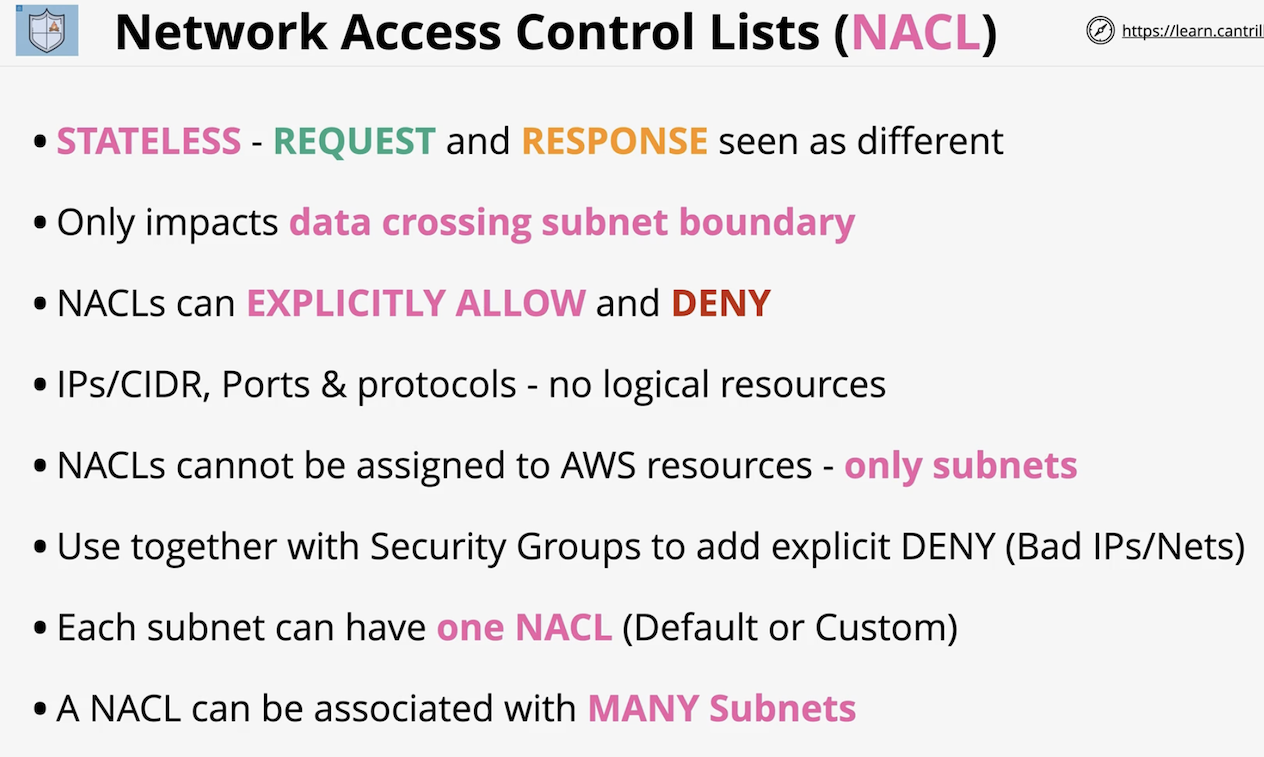 Network Access Control Lists (NACL)
https://learn.cantrill
• STATELESS - REQUEST and RESPONSE seen as different
• Only impacts data crossing subnet boundary
• NACLs can EXPLICITLY ALLOW and DENY
• IPs/CIDR, Ports & protocols - no logical resources
• NACLs cannot be assigned to AWS resources - only subnets
• Use together with Security Groups to add explicit DENY (Bad IPs/Nets)
• Each subnet can have one NACL (Default or Custom)
• A NACL can be associated with MANY Subnets